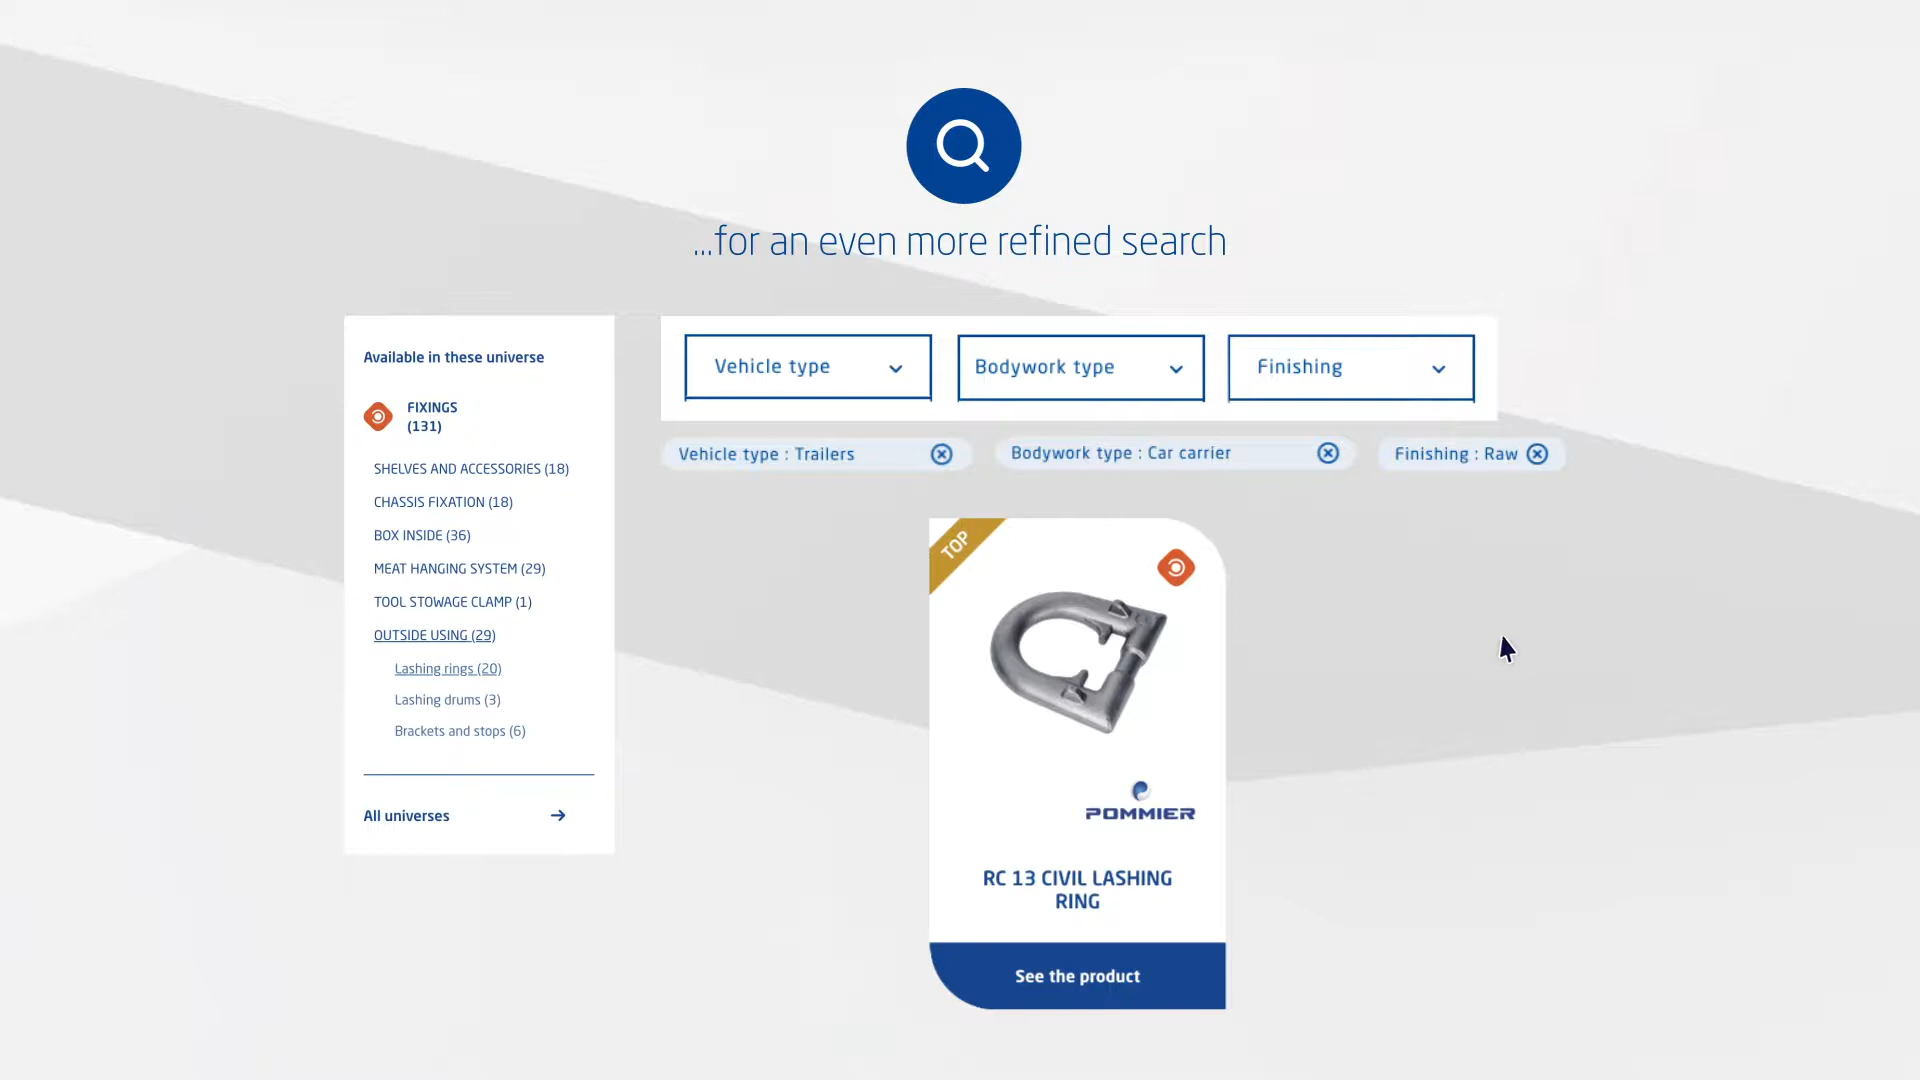 ...for an even more refined search
Available in these universe
FIXINGS
(131)
SHELVES AND ACCESSORIES (18)
CHASSIS FIXATION (18)
BOX INSIDE (36)
MEAT HANGING SYSTEM (29)
TOOL STOWAGE CLAMP (1)
OUTSIDE USING (29)
Lashing rings (20)
Lashing drums (3)
Brackets and stops (6)
All universes
Vehicle type
Bodywork type
Finishing
Vehicle type : Trailers
Bodywork type : Car carrier
Finishing : Raw
TOP
POMMIER
RC 13 CIVIL LASHING
RING
See the product